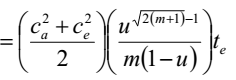 $= \left( \frac{c_a^2 + c_e^2}{2} \right) \left( \frac{u^{\sqrt{2(m+1)}-1}}{m(1-u)} \right) t_e$